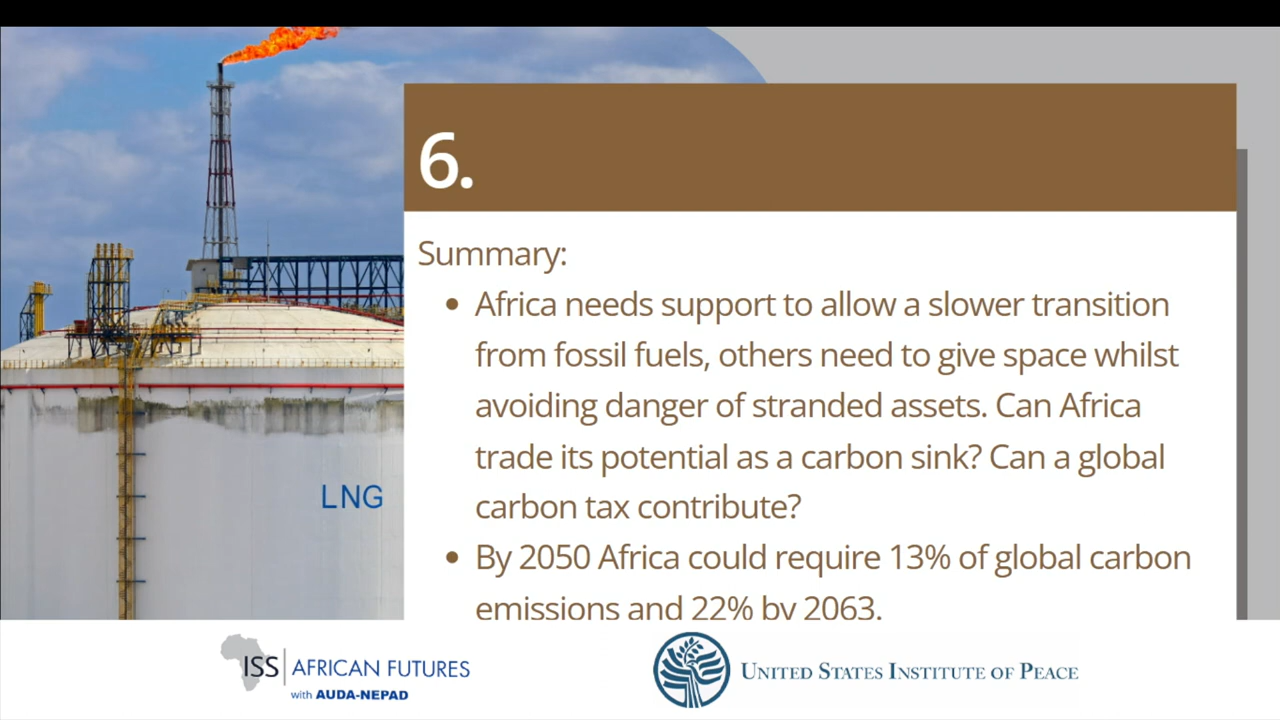 6.
Summary:
• Africa needs support to allow a slower transition
from fossil fuels, others need to give space whilst
avoiding danger of stranded assets. Can Africa
trade its potential as a carbon sink? Can a global
carbon tax contribute?
• By 2050 Africa could require 13% of global carbon
emissions and 22% by 2063.
LNG
ISS AFRICAN FUTURES
with AUDA-NEPAD
UNITED STATES INSTITUTE OF PEACE